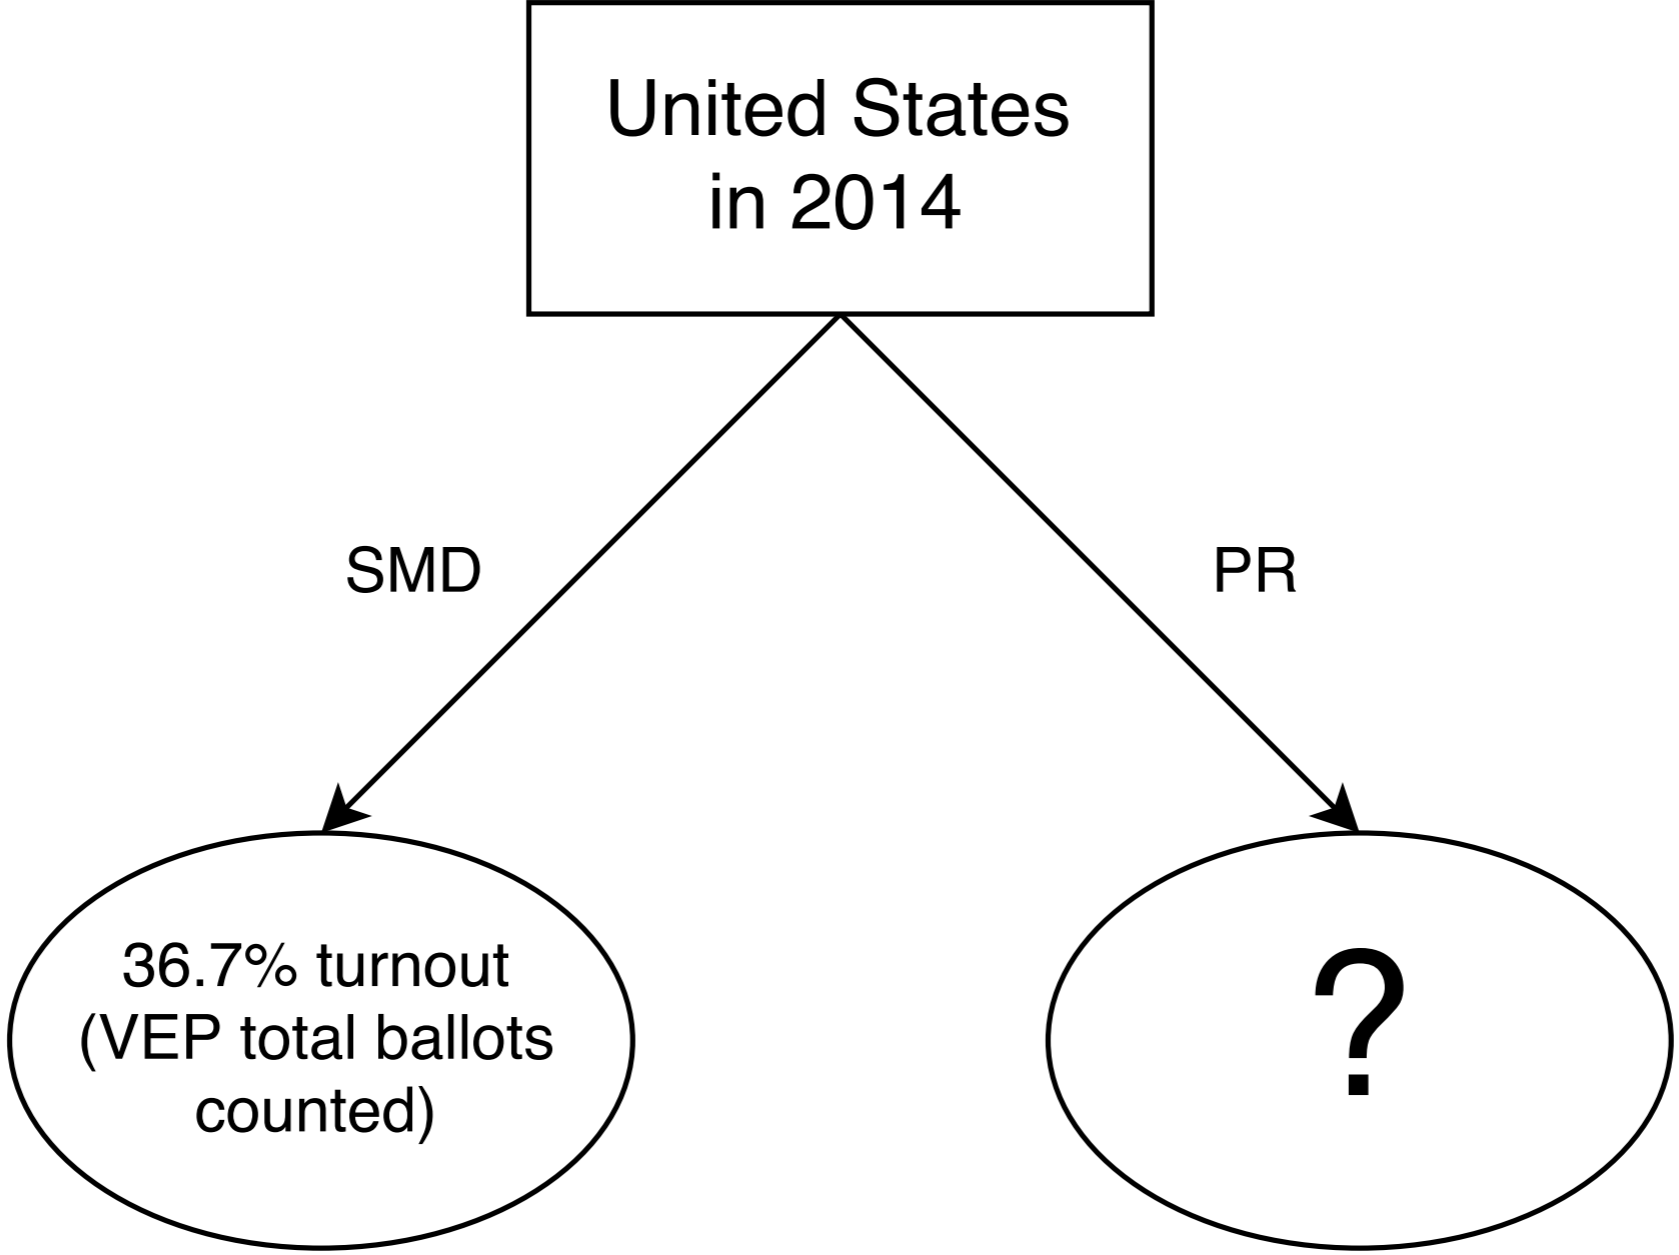 United States
in 2014
SMD
PR
36.7% turnout
(VEP total ballots
counted)
?